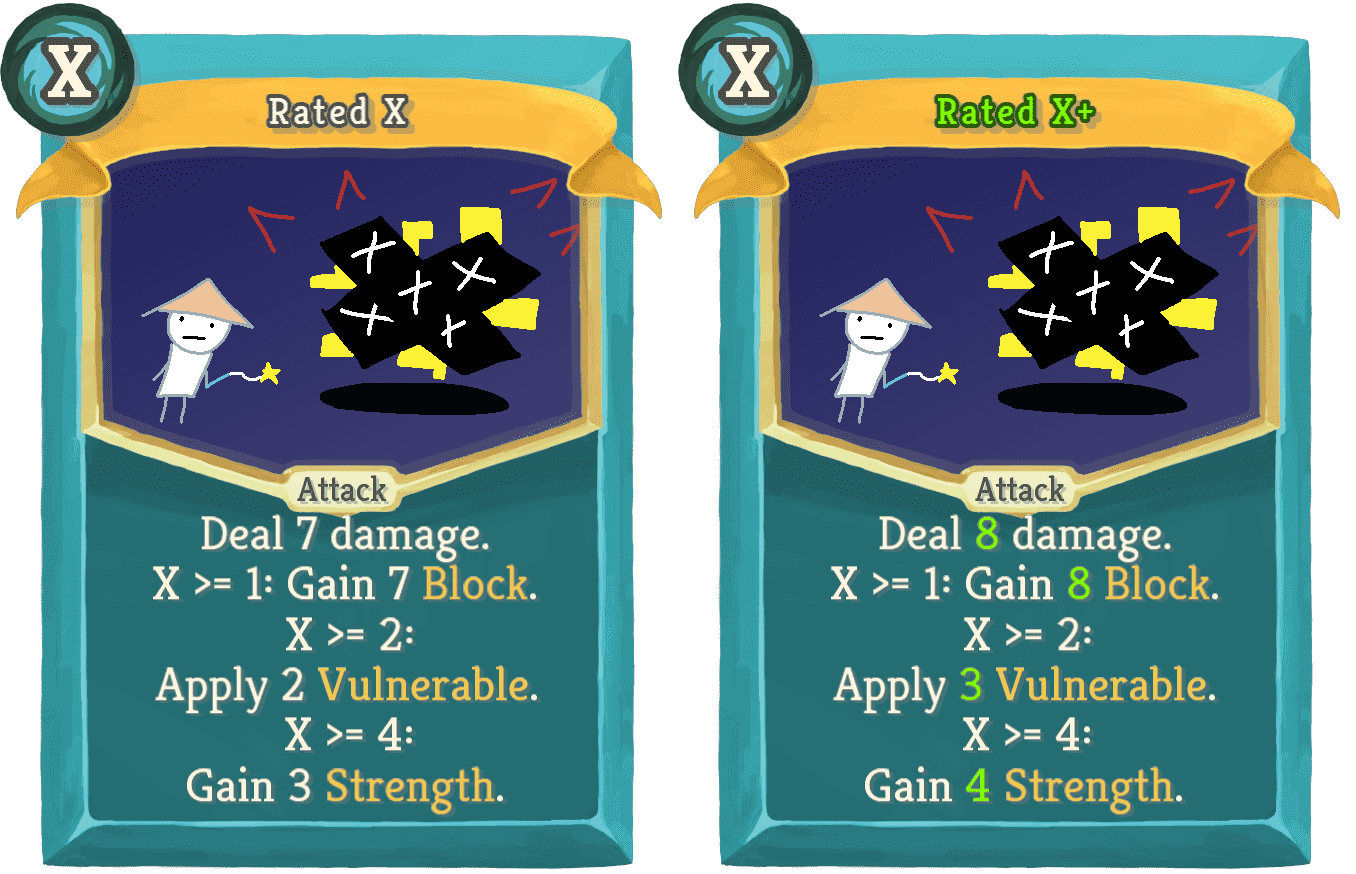 X
Rated X
X X X X X
Attack
Deal 7 damage.
X >= 1: Gain 7 Block.
X >= 2:
Apply 2 Vulnerable.
X >= 4:
Gain 3 Strength.
X
Rated X+
X X X X X
Attack
Deal 8 damage.
X >= 1: Gain 8 Block.
X >= 2:
Apply 3 Vulnerable.
X >= 4:
Gain 4 Strength.